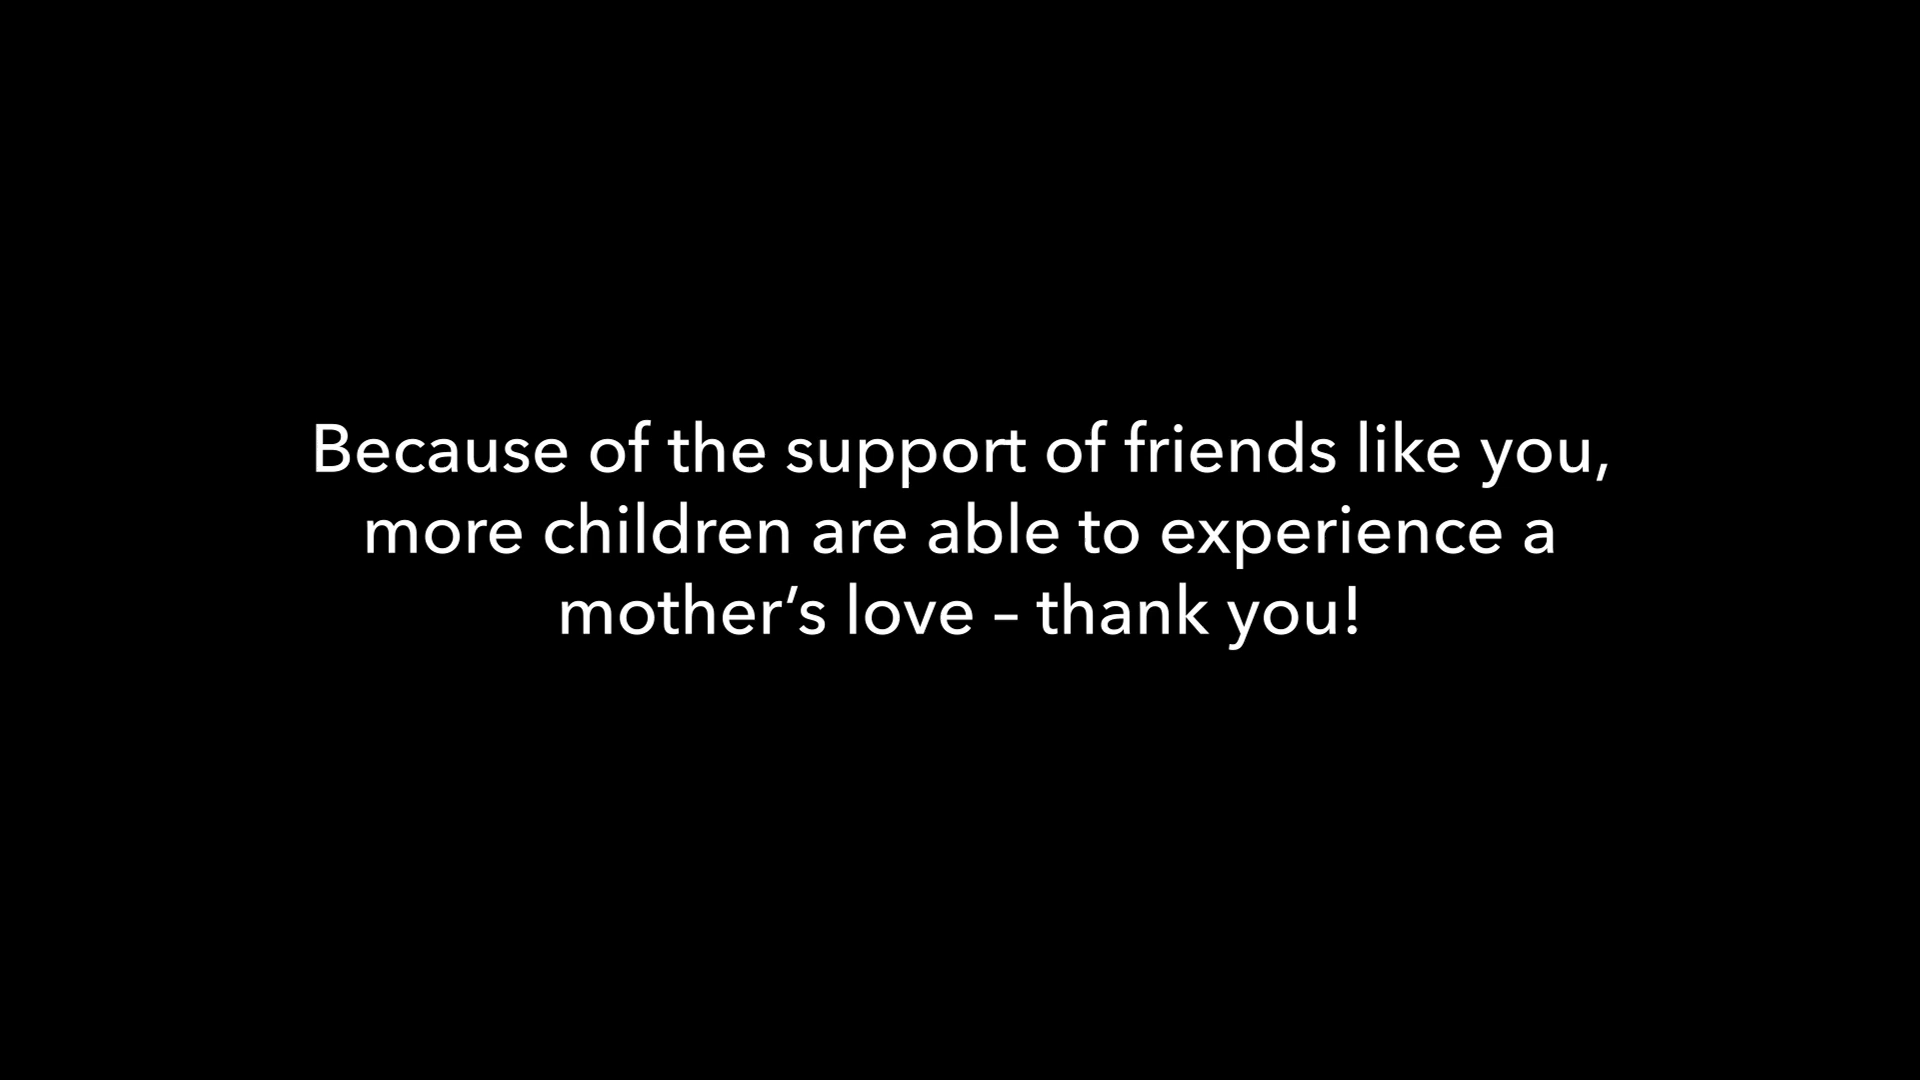 Because of the support of friends like you,
more children are able to experience a
mother’s love – thank you!